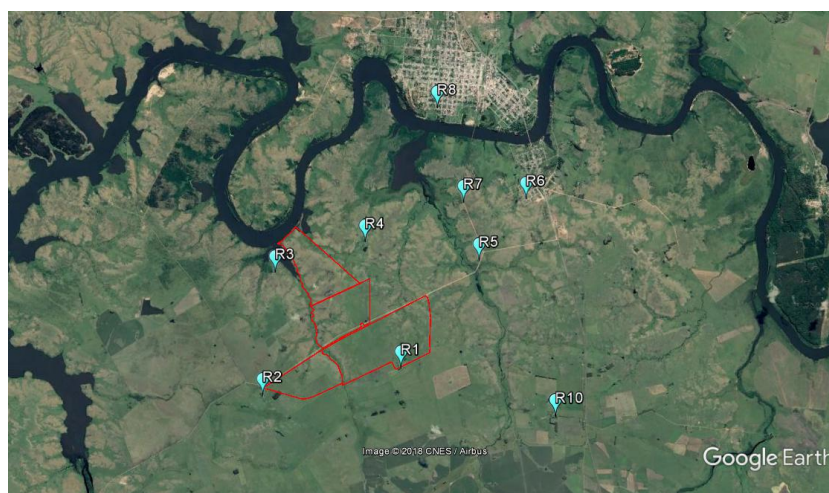 R8
R7
R6
R4
R5
R3
R1
R2
R10
Image © 2018 CNES / Airbus
Google Earth